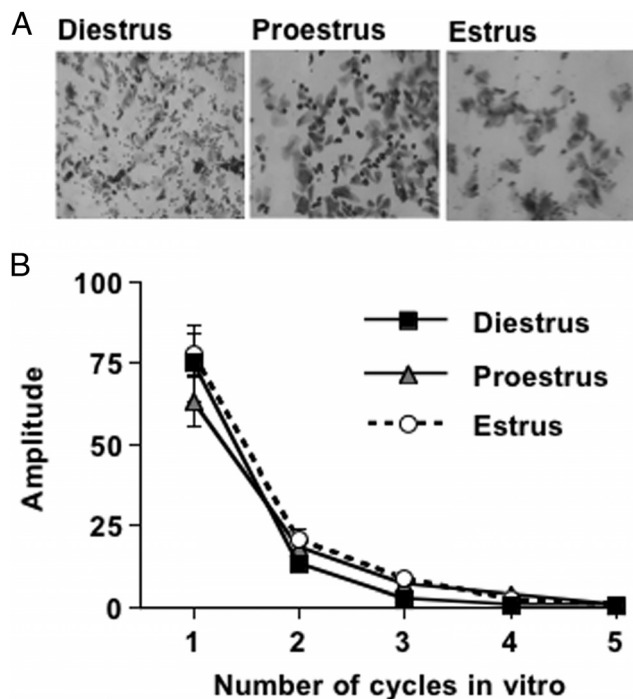 A
Diestrus
Proestrus
Estrus
B
100
75
50
25
0
Amplitude
Diestrus
Proestrus
Estrus
1 2 3 4 5
Number of cycles in vitro